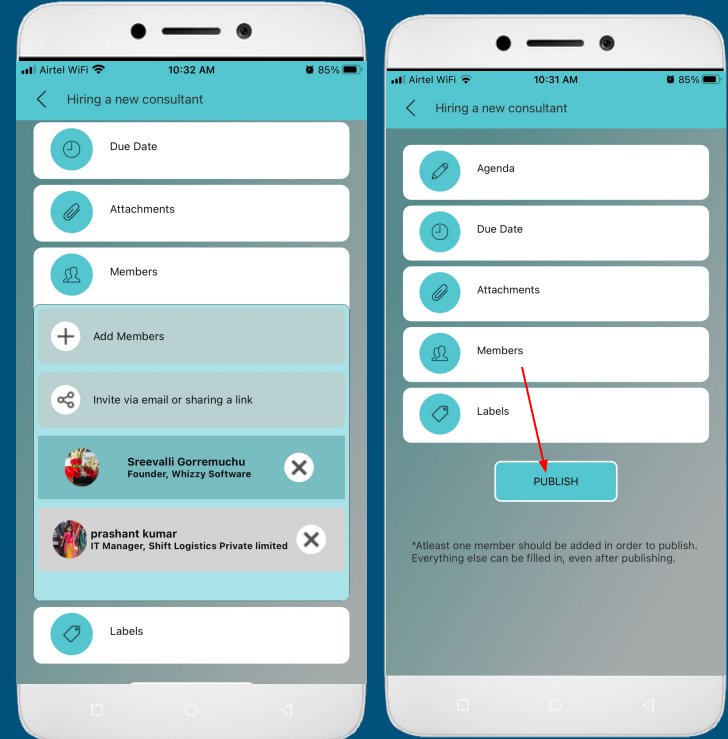 Airtel WiFi
10:32 AM
85%
Hiring a new consultant
Due Date
Attachments
Members
Add Members
Invite via email or sharing a link
Sreevalli Gorremuchu
Founder, Whizzy Software
prashant kumar
IT Manager, Shift Logistics Private limited
Labels
Airtel WiFi
10:31 AM
85%
Hiring a new consultant
Agenda
Due Date
Attachments
Members
Labels
PUBLISH
*Atleast one member should be added in order to publish.
Everything else can be filled in, even after publishing.